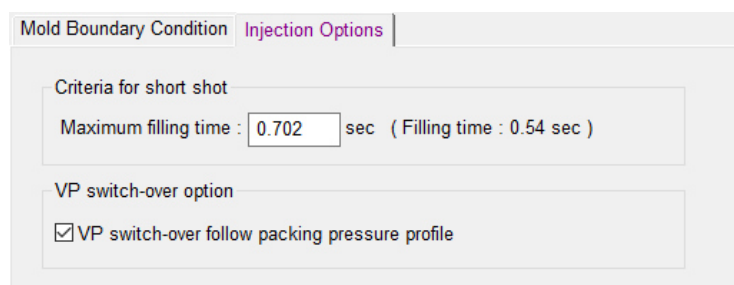 Mold Boundary Condition Injection Options
Criteria for short shot
Maximum filling time : 0.702 sec ( Filling time : 0.54 sec )
VP switch-over option
VP switch-over follow packing pressure profile